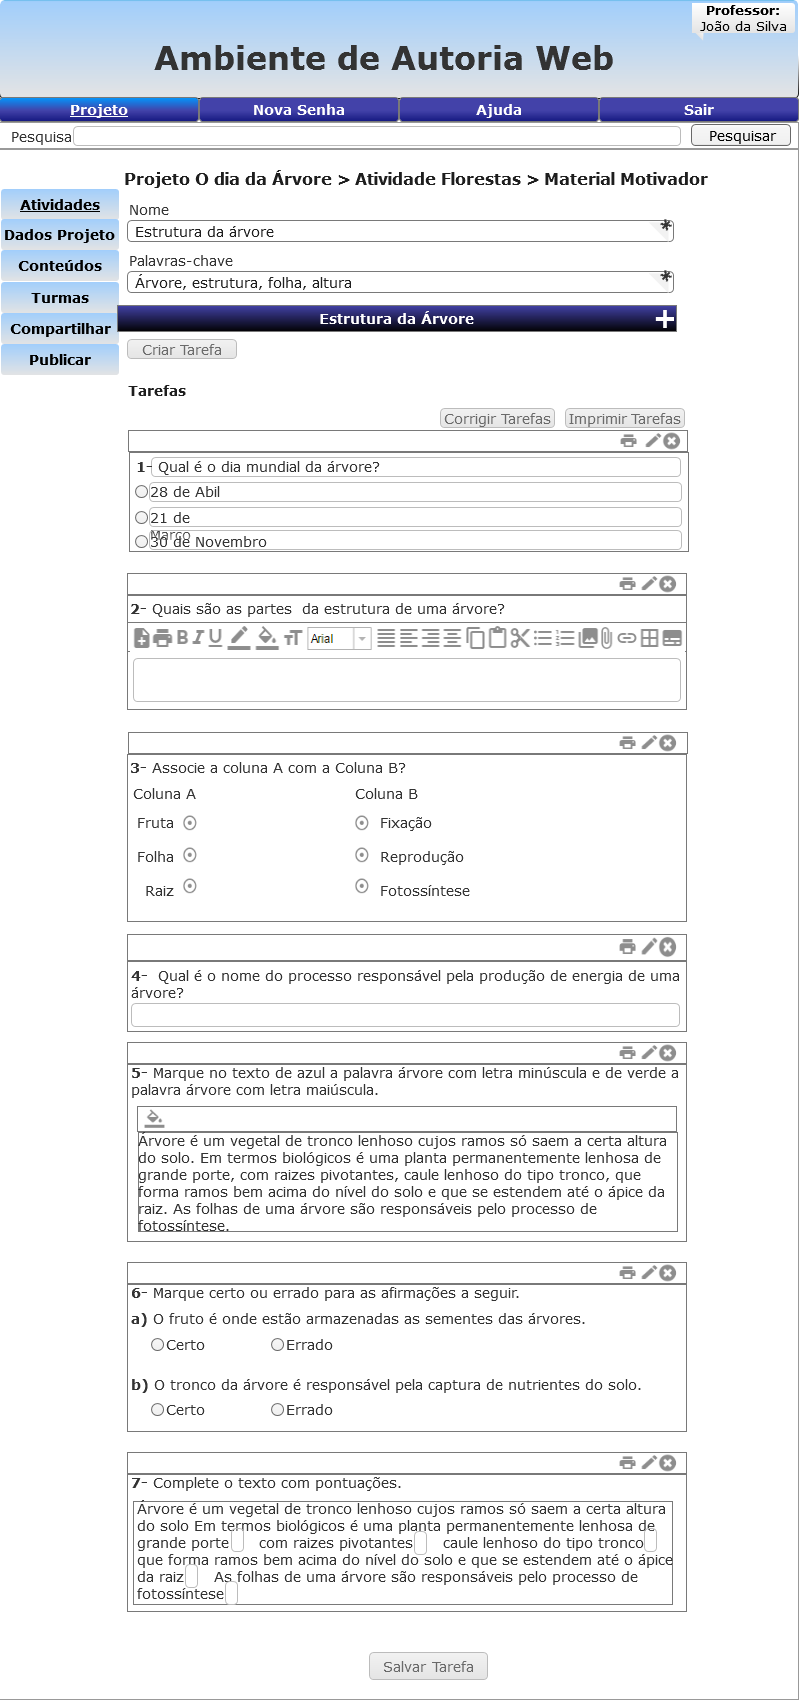 Professor:
João da Silva
Ambiente de Autoria Web
Projeto Nova Senha Ajuda Sair
Pesquisa Pesquisar
Projeto O dia da Árvore > Atividade Florestas > Material Motivador
Atividades
Dados Projeto
Conteúdos
Turmas
Compartilhar
Publicar
Nome
Estrutura da árvore *
Palavras-chave
Árvore, estrutura, folha, altura *
Estrutura da Árvore +
Criar Tarefa
Tarefas
Corrigir Tarefas Imprimir Tarefas
1- Qual é o dia mundial da árvore?
28 de Abil
21 de
Março
30 de Novembro
2- Quais são as partes da estrutura de uma árvore?
B I U TT Arial
3- Associe a coluna A com a Coluna B?
Coluna A Coluna B
Fruta Fixação
Folha Reprodução
Raiz Fotossíntese
4- Qual é o nome do processo responsável pela produção de energia de uma
árvore?
5- Marque no texto de azul a palavra árvore com letra minúscula e de verde a
palavra árvore com letra maiúscula.
Árvore é um vegetal de tronco lenhoso cujos ramos só saem a certa altura
do solo. Em termos biológicos é uma planta permanentemente lenhosa de
grande porte, com raizes pivotantes, caule lenhoso do tipo tronco, que
forma ramos bem acima do nível do solo e que se estendem até o ápice da
raiz. As folhas de uma árvore são responsáveis pelo processo de
fotossíntese.
6- Marque certo ou errado para as afirmações a seguir.
a) O fruto é onde estão armazenadas as sementes das árvores.
Certo Errado
b) O tronco da árvore é responsável pela captura de nutrientes do solo.
Certo Errado
7- Complete o texto com pontuações.
Árvore é um vegetal de tronco lenhoso cujos ramos só saem a certa altura
do solo Em termos biológicos é uma planta permanentemente lenhosa de
grande porte com raizes pivotantes caule lenhoso do tipo tronco
que forma ramos bem acima do nível do solo e que se estendem até o ápice
da raiz As folhas de uma árvore são responsáveis pelo processo de
fotossíntese
Salvar Tarefa